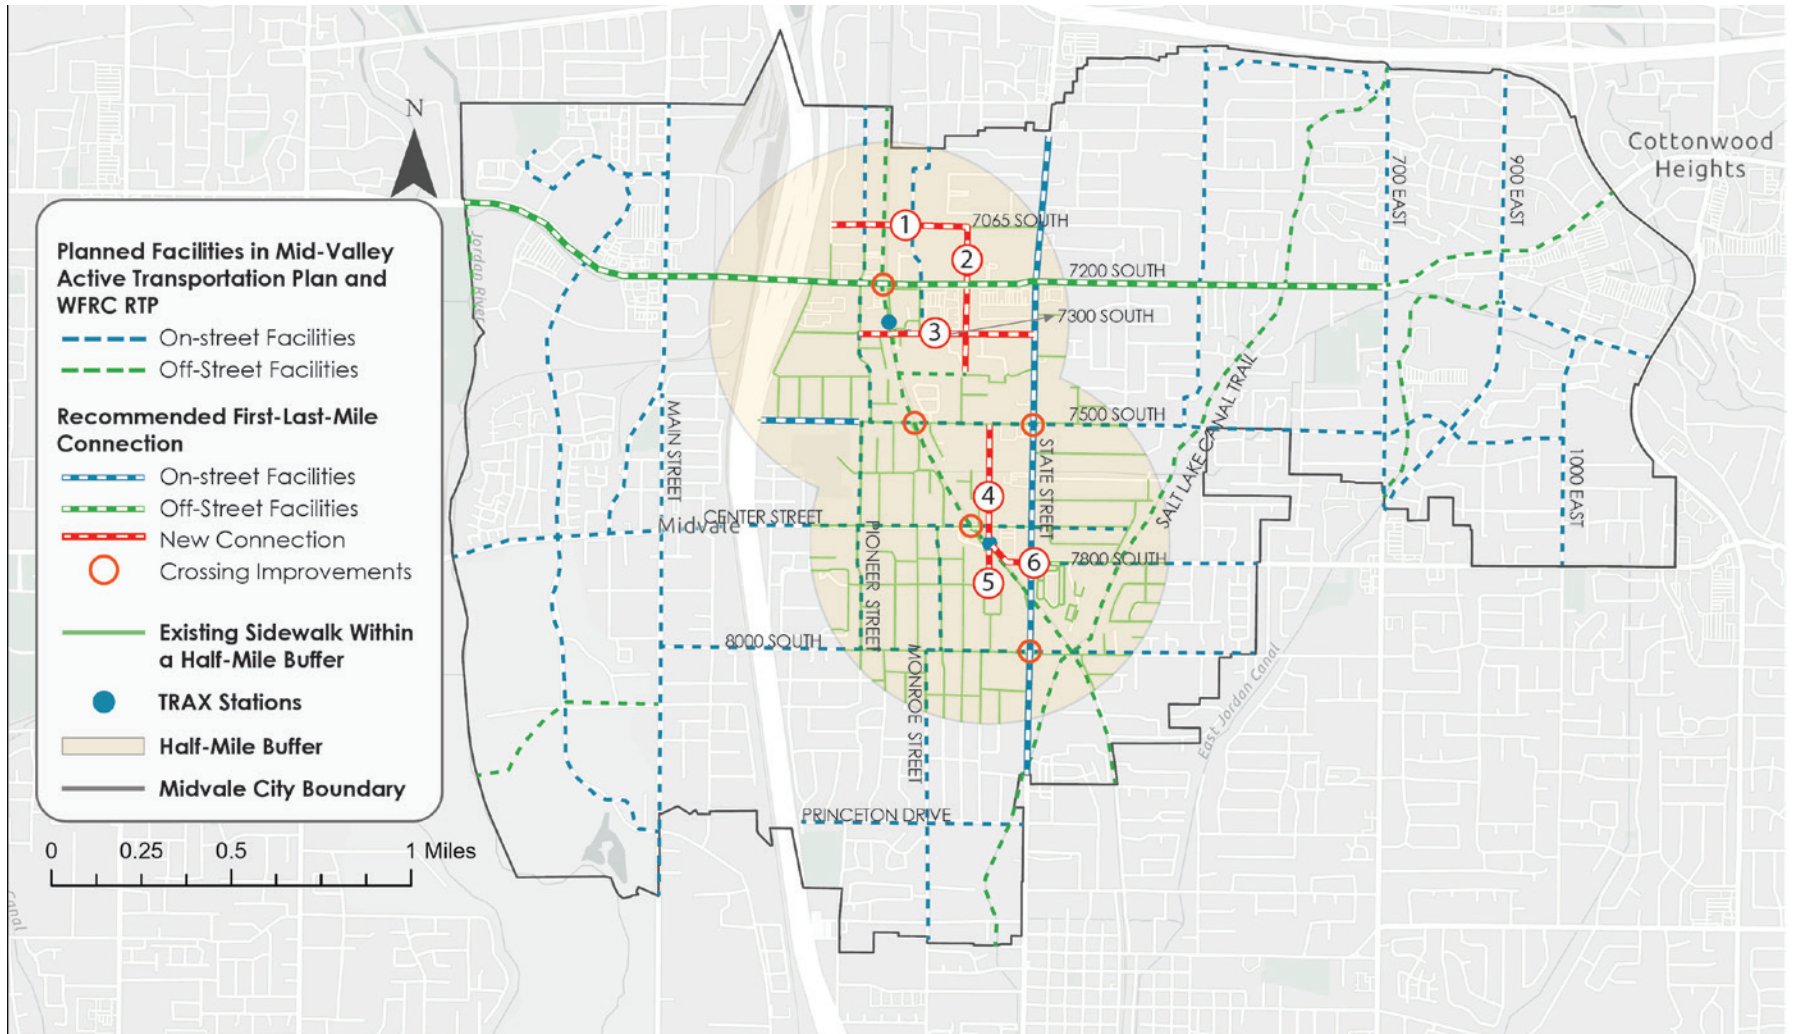 N
Cottonwood
Heights
700 EAST
900 EAST
7065 SOUTH
1
2
7200 SOUTH
Jordan River
7300 SOUTH
3
Planned Facilities in Mid-Valley
Active Transportation Plan and
WFRC RTP
On-street Facilities
Off-Street Facilities
Recommended First-Last-Mile
Connection
On-street Facilities
Off-Street Facilities
New Connection
Crossing Improvements
Existing Sidewalk Within
a Half-Mile Buffer
TRAX Stations
Half-Mile Buffer
Midvale City Boundary
MAIN STREET
7500 SOUTH
STATE STREET
SALT LAKE CANAL TRAIL
1000 EAST
4
CENTER STREET
Midvale
PIONEER STREET
7800 SOUTH
6
5
8000 SOUTH
MONROE STREET
East Jordan Canal
PRINCETON DRIVE
0 0.25 0.5 1 Miles
Canal